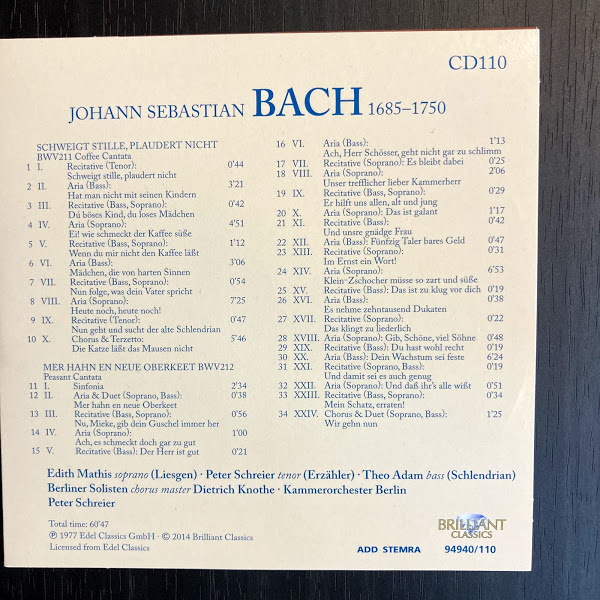 CD110
JOHANN SEBASTIAN BACH 1685–1750
SCHWEIGT STILLE, PLAUDERT NICHT
BWV211 Coffee Cantata
1 I. Recitative (Tenor): 0'44
Schweigt stille, plaudert nicht
2 II. Aria (Bass): 3'21
Hat man nicht mit seinen Kindern
3 III. Recitative (Bass, Soprano): 0'42
Dú böses Kind, du loses Mädchen
4 IV. Aria (Soprano): 4'51
Ei! wie schmeckt der Kaffee süße
5 V. Recitative (Bass, Soprano): 1'12
Wenn du mir nicht den Kaffee läßt
6 VI. Aria (Bass): 3'06
Mädchen, die von harten Sinnen
7 VII. Recitative (Bass, Soprano): 0'54
Nun folge, was dein Vater spricht
8 VIII. Aria (Soprano): 7'25
Heute noch, heute noch!
9 IX. Recitative (Tenor): 0'47
Nun geht und sucht der alte Schlendrian
10 X. Chorus & Terzetto: 5'46
Die Katze läßt das Mausen nicht
MER HAHN EN NEUE OBERKEET BWV212
Peasant Cantata
11 I. Sinfonia 2'34
12 II. Aria & Duet (Soprano, Bass) 0'38
Mer hahn en neue Oberkeet
13 III. Recitative (Bass, Soprano): 0'56
Nu, Mieke, gib dein Guschel immer her
14 IV. Aria (Soprano): 1'00
Ach, es schmeckt doch gar zu gut
15 V. Recitative (Bass): Der Herr ist gut 0'21
16 VI. Aria (Bass): 1'13
Ach, Herr Schösser, geht nicht gar zu schlimm
17 VII. Recitative (Soprano): Es bleibt dabei 0'25
18 VIII. Aria (Soprano): 2'06
Unser trefflicher lieber Kammerherr
19 IX. Recitative (Bass, Soprano): 0'29
Er hilft uns allen, alt und jung
20 X. Aria (Soprano): Das ist galant 1'17
21 XI. Recitative (Bass): 0'42
Und unsre gnädge Frau
22 XII. Aria (Bass): Fünfzig Taler bares Geld 0'47
23 XIII. Recitative (Soprano): 0'31
Im Ernst ein Wort!
24 XIV. Aria (Soprano): 6'53
Klein-Zschocher müsse so zart und süße
25 XV. Recitative (Bass): Das ist zu klug vor dich 0'19
26 XVI. Aria (Bass): 0'38
Es nehme zehntausend Dukaten
27 XVII. Recitative (Soprano): 0'22
Das klingt zu liederlich
28 XVIII. Aria (Soprano): Gib, Schöne, viel Söhne 0'48
29 XIX. Recitative (Bass): Du hast wohl recht 0'19
30 XX. Aria (Bass): Dein Wachstum sei feste 6'24
31 XXI. Recitative (Soprano, Bass) 0'19
Und damit sei es auch genug
32 XXII. Aria (Soprano): Und daß ihr's alle wißt 0'51
33 XXIII. Recitative (Bass, Soprano): 0'34
Mein Schatz, erraten!
34 XXIV. Chorus & Duet (Soprano, Bass): 1'25
Wir gehn nun
Edith Mathis soprano (Liesgen) · Peter Schreier tenor (Erzähler) · Theo Adam bass (Schlendrian)
Berliner Solisten chorus master Dietrich Knothe · Kammerorchester Berlin
Peter Schreier
Total time: 60'47
℗ 1977 Edel Classics GmbH · © 2014 Brilliant Classics
Licensed from Edel Classics
BRILLIANT
CLASSICS
ADD STEMRA 94940/110